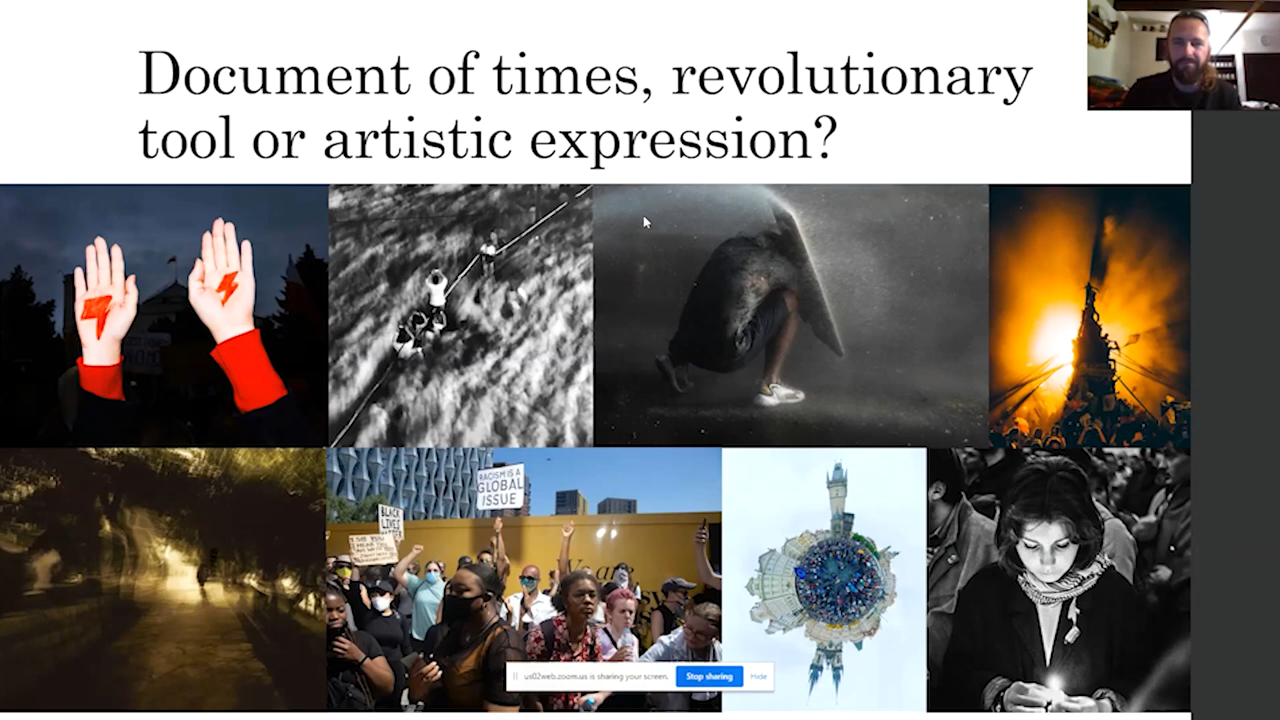 Document of times, revolutionary
tool or artistic expression?
RACISM IS A
GLOBAL
ISSUE
BLACK
LIVES
us02web.zoom.us is sharing your screen.
Stop sharing
Hide